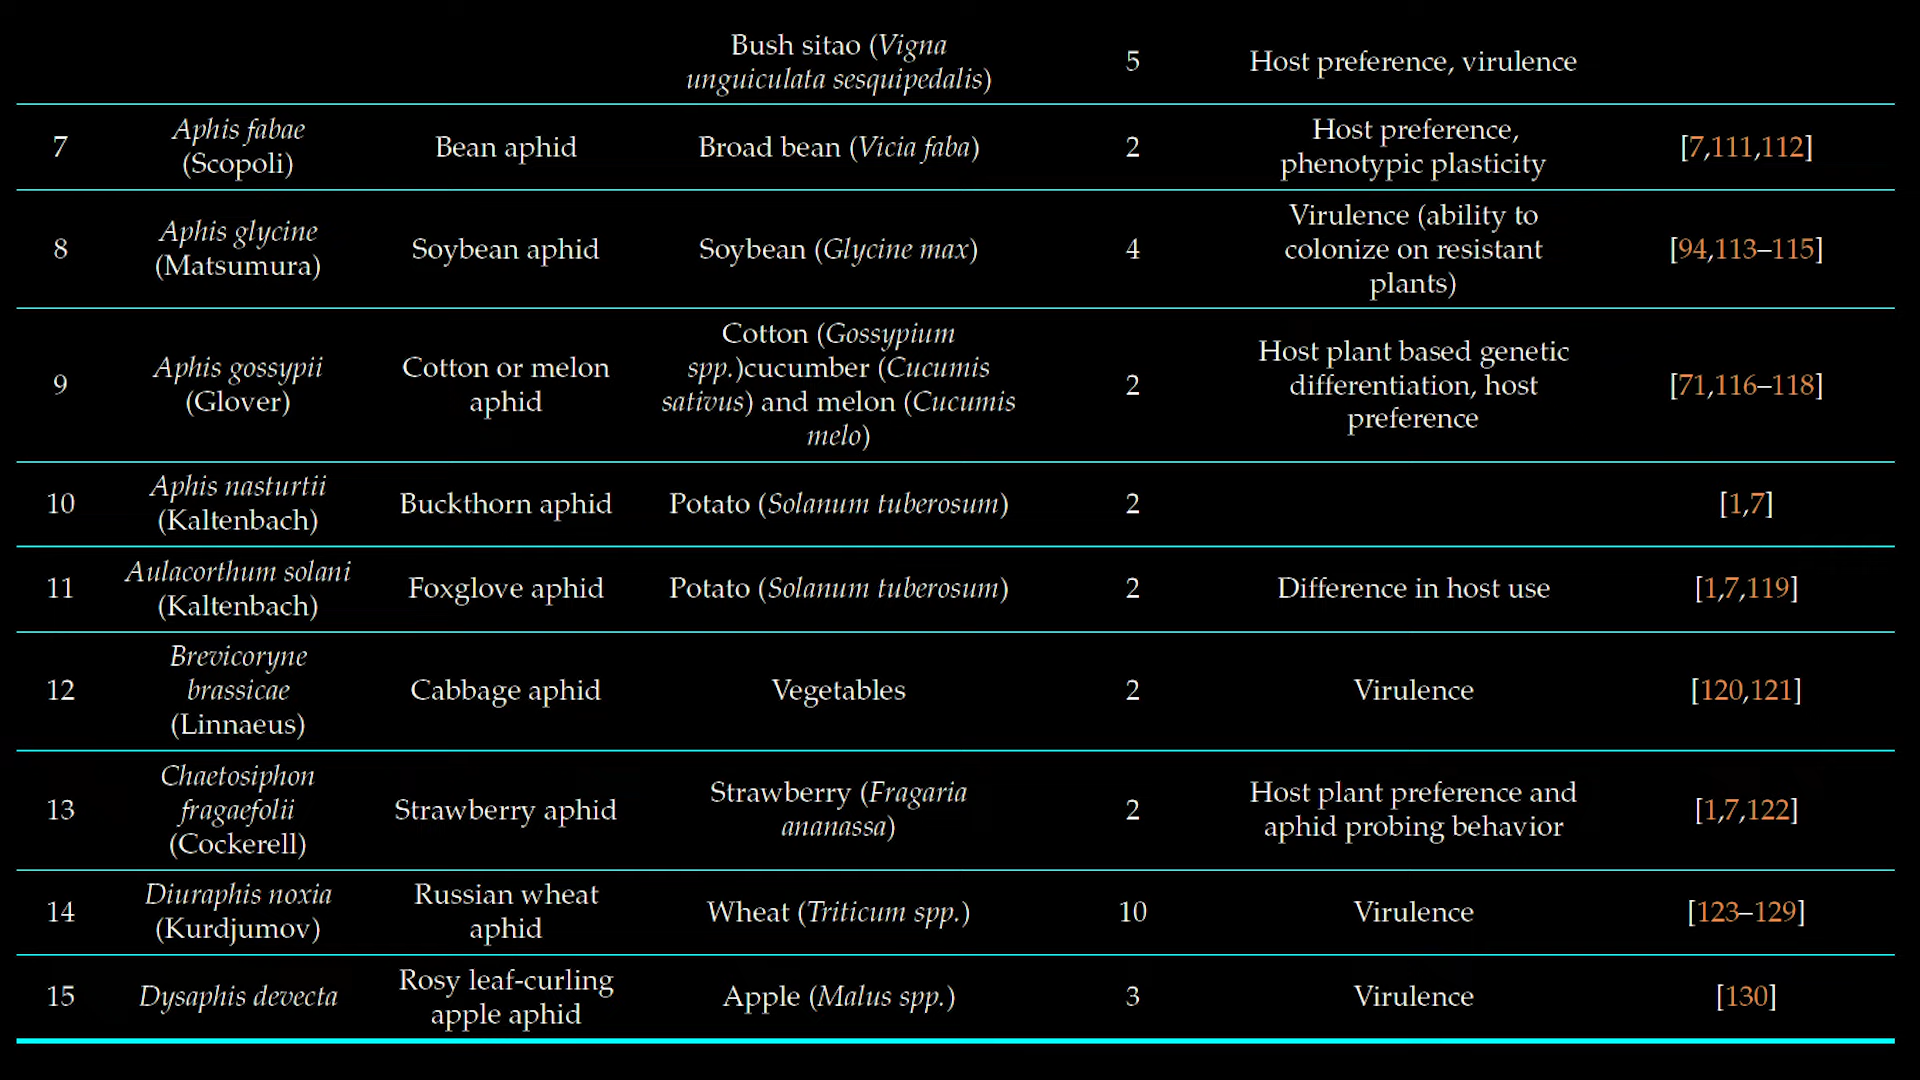 Bush sitao (Vigna
unguiculata sesquipedalis)
5
Host preference, virulence
7
Aphis fabae
(Scopoli)
Bean aphid
Broad bean (Vicia faba)
2
Host preference,
phenotypic plasticity
[7,111,112]
8
Aphis glycine
(Matsumura)
Soybean aphid
Soybean (Glycine max)
4
Virulence (ability to
colonize on resistant
plants)
[94,113–115]
9
Aphis gossypii
(Glover)
Cotton or melon
aphid
Cotton (Gossypium
spp.)cucumber (Cucumis
sativus) and melon (Cucumis
melo)
2
Host plant based genetic
differentiation, host
preference
[71,116–118]
10
Aphis nasturtii
(Kaltenbach)
Buckthorn aphid
Potato (Solanum tuberosum)
2
[1,7]
11
Aulacorthum solani
(Kaltenbach)
Foxglove aphid
Potato (Solanum tuberosum)
2
Difference in host use
[1,7,119]
12
Brevicoryne
brassicae
(Linnaeus)
Cabbage aphid
Vegetables
2
Virulence
[120,121]
13
Chaetosiphon
fragaefolii
(Cockerell)
Strawberry aphid
Strawberry (Fragaria
ananassa)
2
Host plant preference and
aphid probing behavior
[1,7,122]
14
Diuraphis noxia
(Kurdjumov)
Russian wheat
aphid
Wheat (Triticum spp.)
10
Virulence
[123–129]
15
Dysaphis devecta
Rosy leaf-curling
apple aphid
Apple (Malus spp.)
3
Virulence
[130]